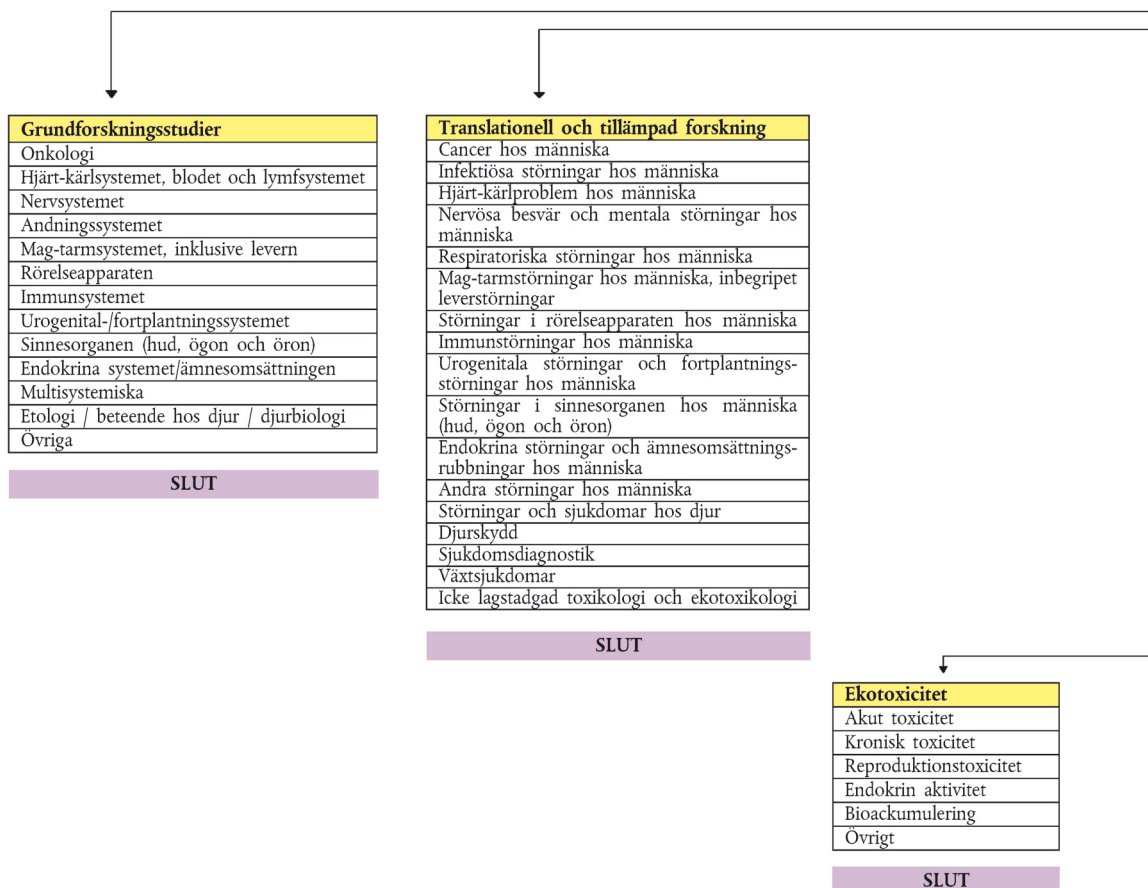 Grundforskningsstudier
Onkologi
Hjärt-kärlsystemet, blodet och lymfsystemet
Nervsystemet
Andningssystemet
Mag-tarmsystemet, inklusive levern
Rörelseapparaten
Immunsystemet
Urogenital-/fortplantningssystemet
Sinnesorganen (hud, ögon och öron)
Endokrina systemet/ämnesomsättningen
Multisystemiska
Etologi / beteende hos djur / djurbiologi
Övriga
SLUT
Translationell och tillämpad forskning
Cancer hos människa
Infektiösa störningar hos människa
Hjärt-kärlproblem hos människa
Nervösa besvär och mentala störningar hos
människa
Respiratoriska störningar hos människa
Mag-tarmstörningar hos människa, inbegripet
leverstörningar
Störningar i rörelseapparaten hos människa
Immunstörningar hos människa
Urogenitala störningar och fortplantnings-
störningar hos människa
Störningar i sinnesorganen hos människa
(hud, ögon och öron)
Endokrina störningar och ämnesomsättnings-
rubbningar hos människa
Andra störningar hos människa
Störningar och sjukdomar hos djur
Djurskydd
Sjukdomsdiagnostik
Växtsjukdomar
Icke lagstadgad toxikologi och ekotoxikologi
SLUT
Ekotoxicitet
Akut toxicitet
Kronisk toxicitet
Reproduktionstoxicitet
Endokrin aktivitet
Bioackumulering
Övrigt
SLUT